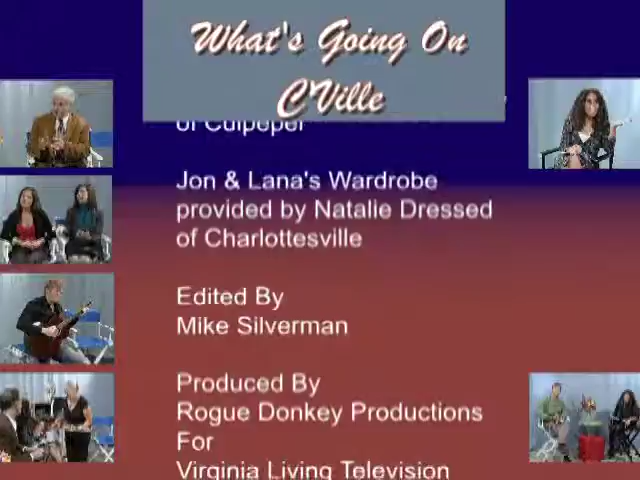 What's Going On
C'Ville
of Culpeper
Jon & Lana's Wardrobe
provided by Natalie Dressed
of Charlottesville
Edited By
Mike Silverman
Produced By
Rogue Donkey Productions
For
Virginia Living Television